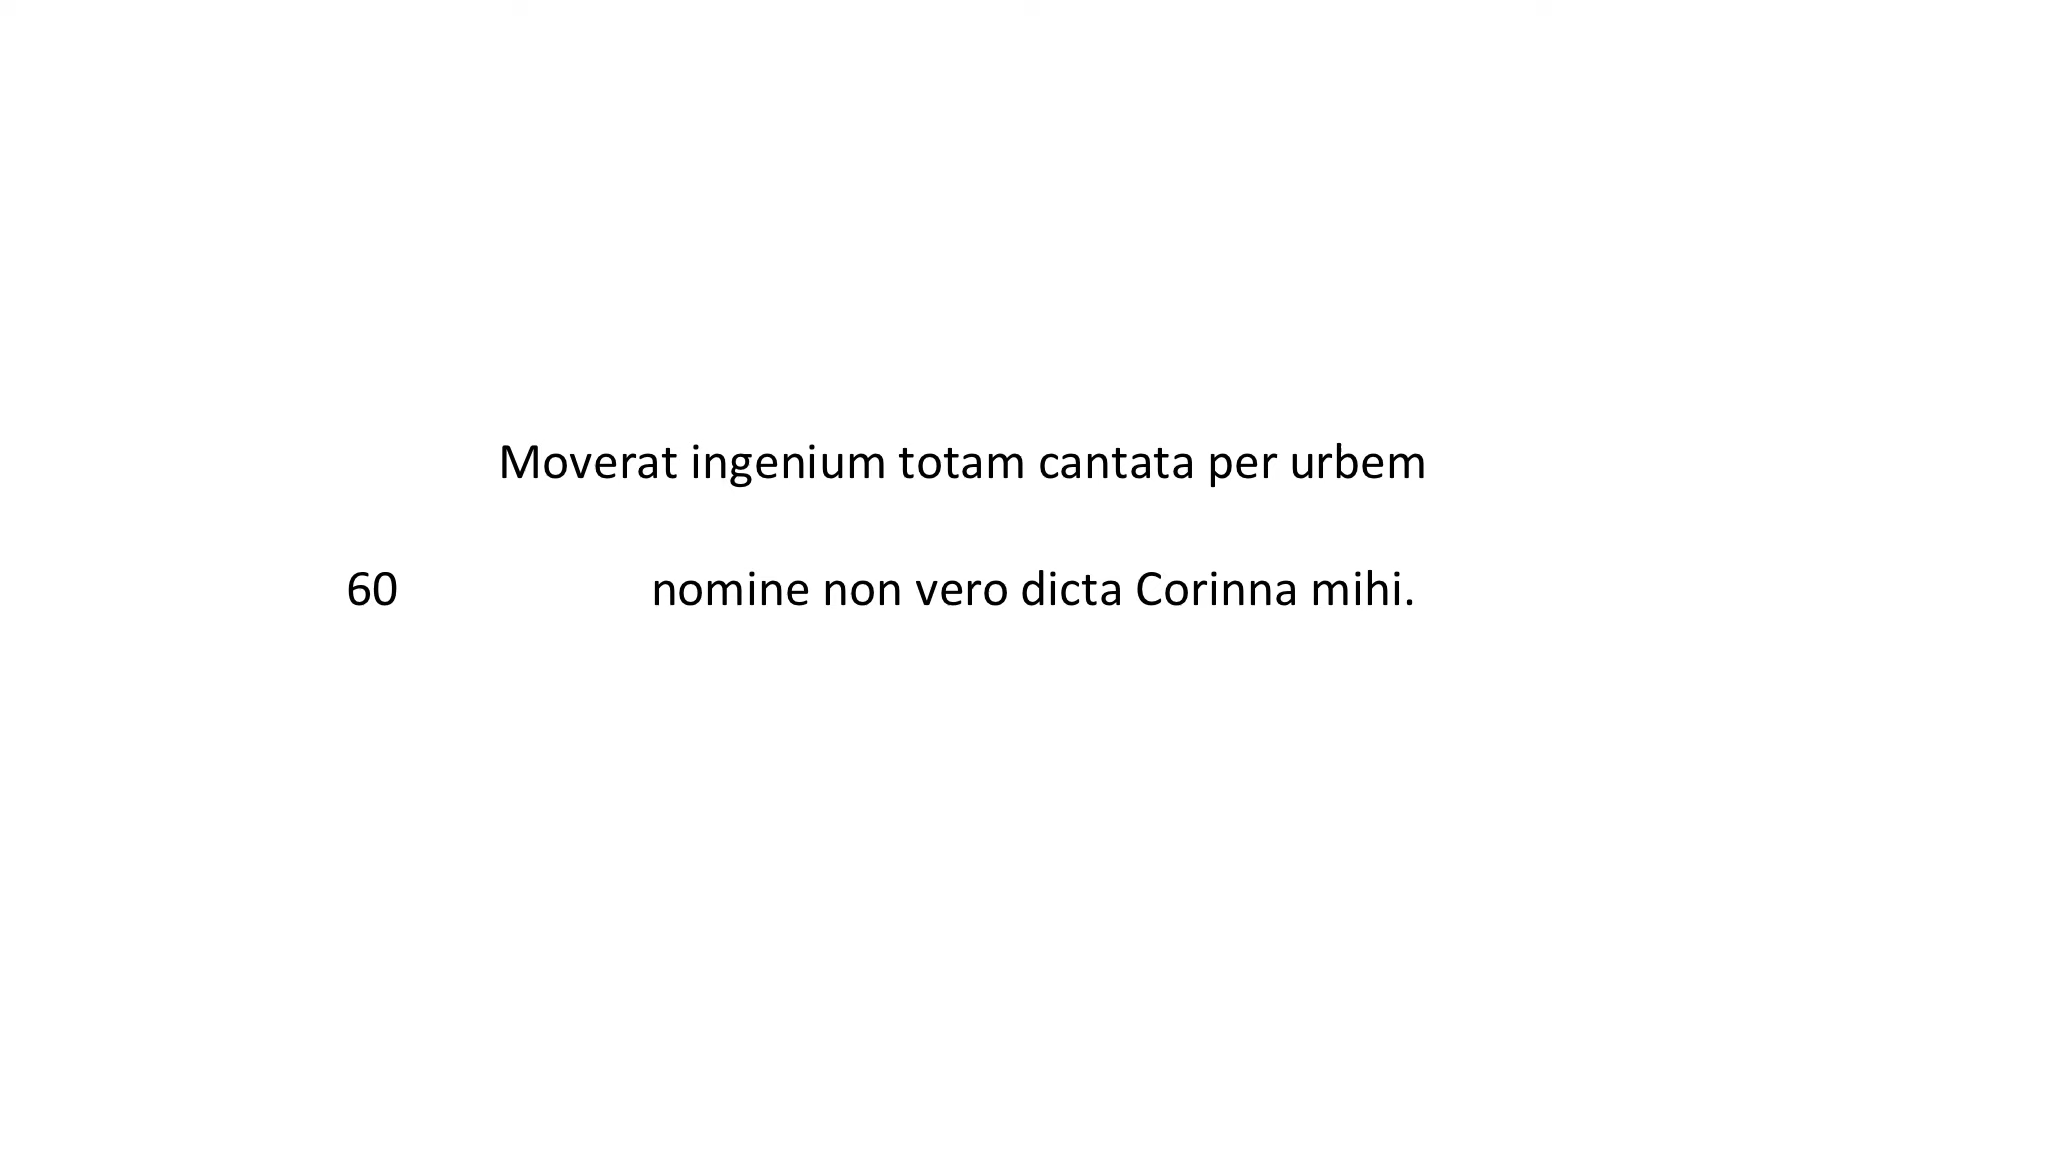 Moverat ingenium totam cantata per urbem
60 nomine non vero dicta Corinna mihi.